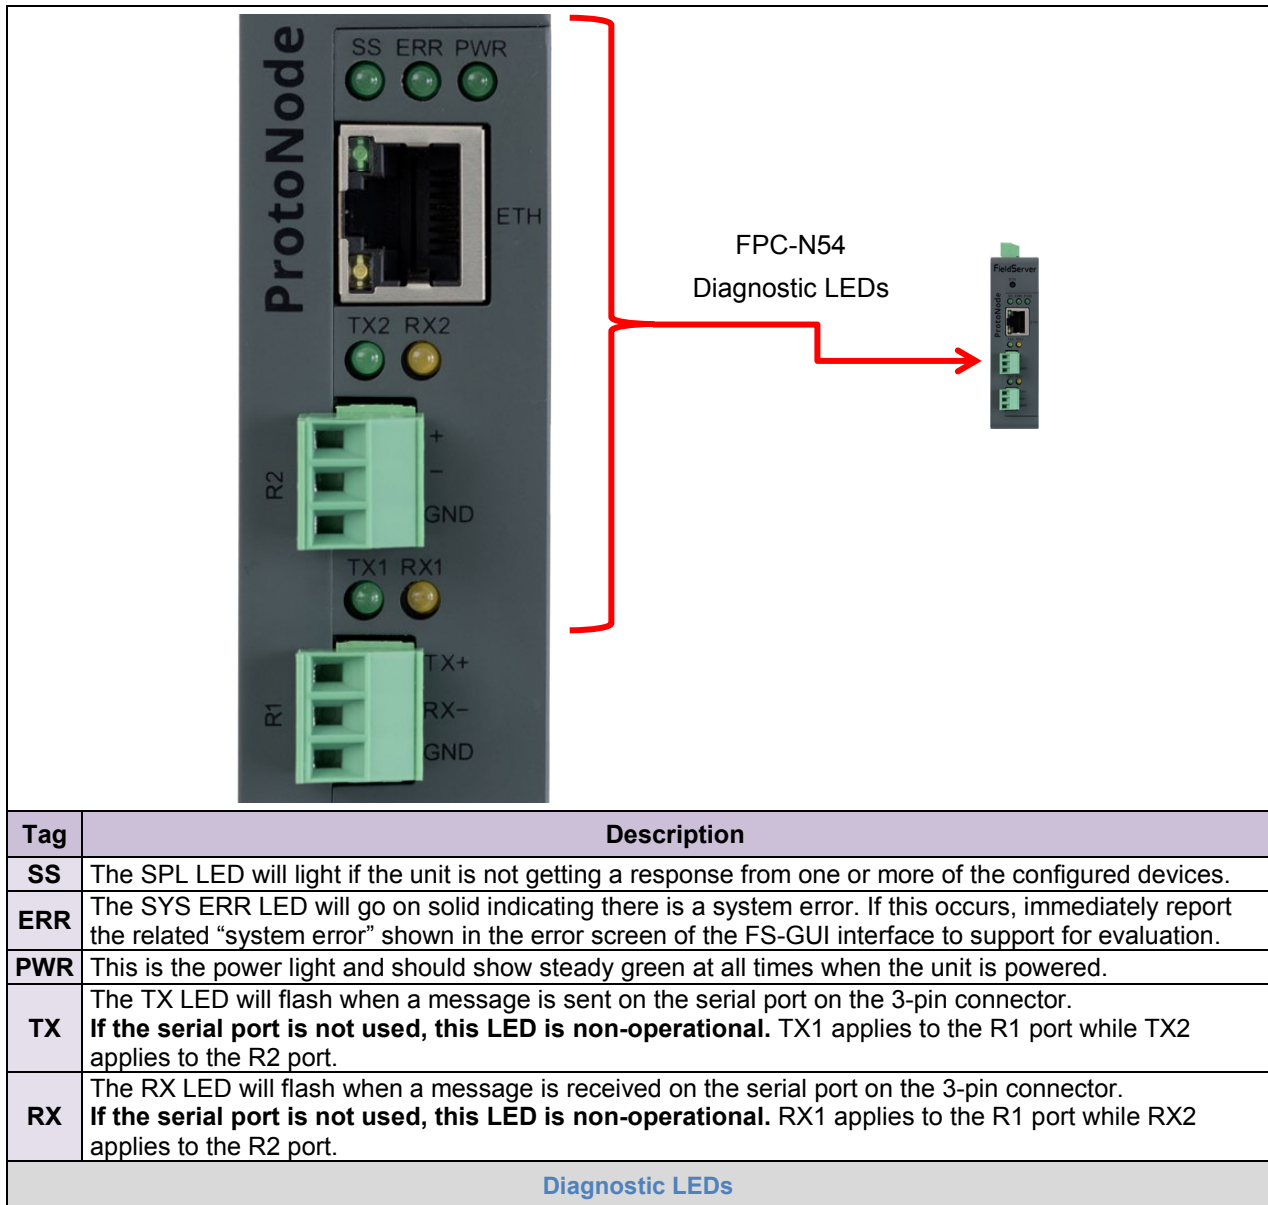 ProtoNode
SS ERR PWR
ETH
TX2 RX2
R2
+
−
GND
TX1 RX1
R1
TX+
RX−
GND
FPC-N54
Diagnostic LEDs
FieldServer
ProtoNode
Tag Description
SS The SPL LED will light if the unit is not getting a response from one or more of the configured devices.
ERR The SYS ERR LED will go on solid indicating there is a system error. If this occurs, immediately report
the related “system error” shown in the error screen of the FS-GUI interface to support for evaluation.
PWR This is the power light and should show steady green at all times when the unit is powered.
TX The TX LED will flash when a message is sent on the serial port on the 3-pin connector.
If the serial port is not used, this LED is non-operational. TX1 applies to the R1 port while TX2
applies to the R2 port.
RX The RX LED will flash when a message is received on the serial port on the 3-pin connector.
If the serial port is not used, this LED is non-operational. RX1 applies to the R1 port while RX2
applies to the R2 port.
Diagnostic LEDs